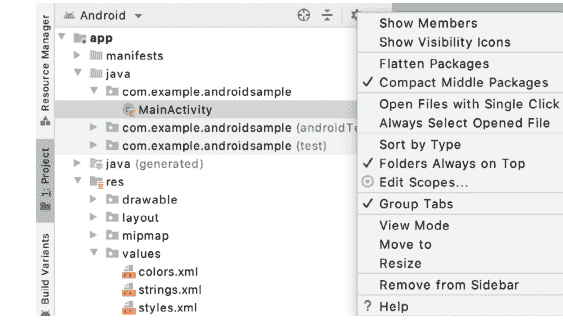 Resource Manager
1: Project
Build Variants
Android
app
manifests
java
com.example.androidsample
MainActivity
com.example.androidsample (androidTe
com.example.androidsample (test)
java (generated)
res
drawable
layout
mipmap
values
colors.xml
strings.xml
styles.xml
Show Members
Show Visibility Icons
Flatten Packages
Compact Middle Packages
Open Files with Single Click
Always Select Opened File
Sort by Type
Folders Always on Top
Edit Scopes...
Group Tabs
View Mode
Move to
Resize
Remove from Sidebar
? Help